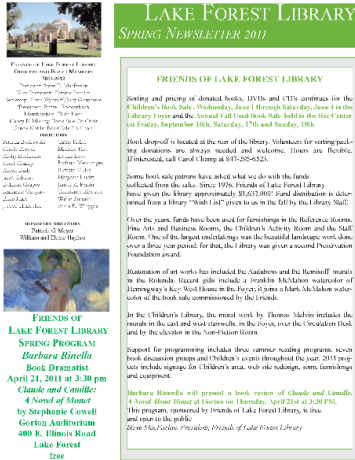 LAKE FOREST LIBRARY
SPRING NEWSLETTER 2011
FRIENDS OF LAKE FOREST LIBRARY
OFFICERS AND BOARD MEMBERS
DIRECTORS
HONORARY DIRECTORS
Patricia G. Meyer
William and Elaine Hughes
FRIENDS OF
LAKE FOREST LIBRARY
SPRING PROGRAM
Barbara Rinella
Book Dramatist
April 21, 2011 at 3:30 pm
Claude and Camille:
A Novel of Monet
by Stephanie Cowell
Gorton Auditorium
400 E. Illinois Road
Lake Forest
free
FRIENDS OF LAKE FOREST LIBRARY
Sorting and pricing of donated books, DVDs and CD's continues for the
Children's Book Sale, Wednesday, June 1 through Saturday, June 4 in the
Library Foyer and the Annual Fall Used Book Sale held in the Rec Center
on Friday, September 16th, Saturday, 17th and Sunday, 18th.
Book drop-off is located at the rear of the library. Volunteers for sorting/pack-
ing donations are always needed and welcome. Hours are flexible.
If interested, call Carol Champ at 847-295-6523.
Some book sale patrons have asked what we do with the funds
collected from the sales. Since 1976, Friends of Lake Forest Library
have given the library approximately $1,657,000! Fund distribution is deter-
mined from a library "Wish List" given to us in the fall by the Library Staff.
Over the years, funds have been used for furnishings in the Reference Rooms,
Fine Arts and Business Rooms, the Children's Activity Room and the Staff
Room. One of the largest undertakings was the beautiful landscape work done
over a three year period; for that, the Library was given a second Preservation
Foundation award.
Restoration of art works has included the Audubons and the Remisoff murals
in the Rotunda. Recent gifts include a Franklin McMahon watercolor of
Hemingway's Key West House in the Foyer; it joins a Mark McMahon water-
color of the book sale commissioned by the Friends.
In the Children's Library, the mural work by Thomas Melvin includes the
murals in the east and west stairwells, in the Foyer, over the Circulation Desk
and by the elevator in the Non-Fiction Room.
Support for programming includes three summer reading programs, seven
book discussion groups and Children's events throughout the year. 2011 proj-
ects include signage for Children's area, web site redesign, some furnishings
and equipment.
Barbara Rinella will present a book review of Claude and Camille,
A Novel About Monet at Gorton on Thursday, April 21st at 3:30 PM.
This program, sponsored by Friends of Lake Forest Library, is free
and open to the public.
Steve MacFarlan, President, Friends of Lake Forest Library